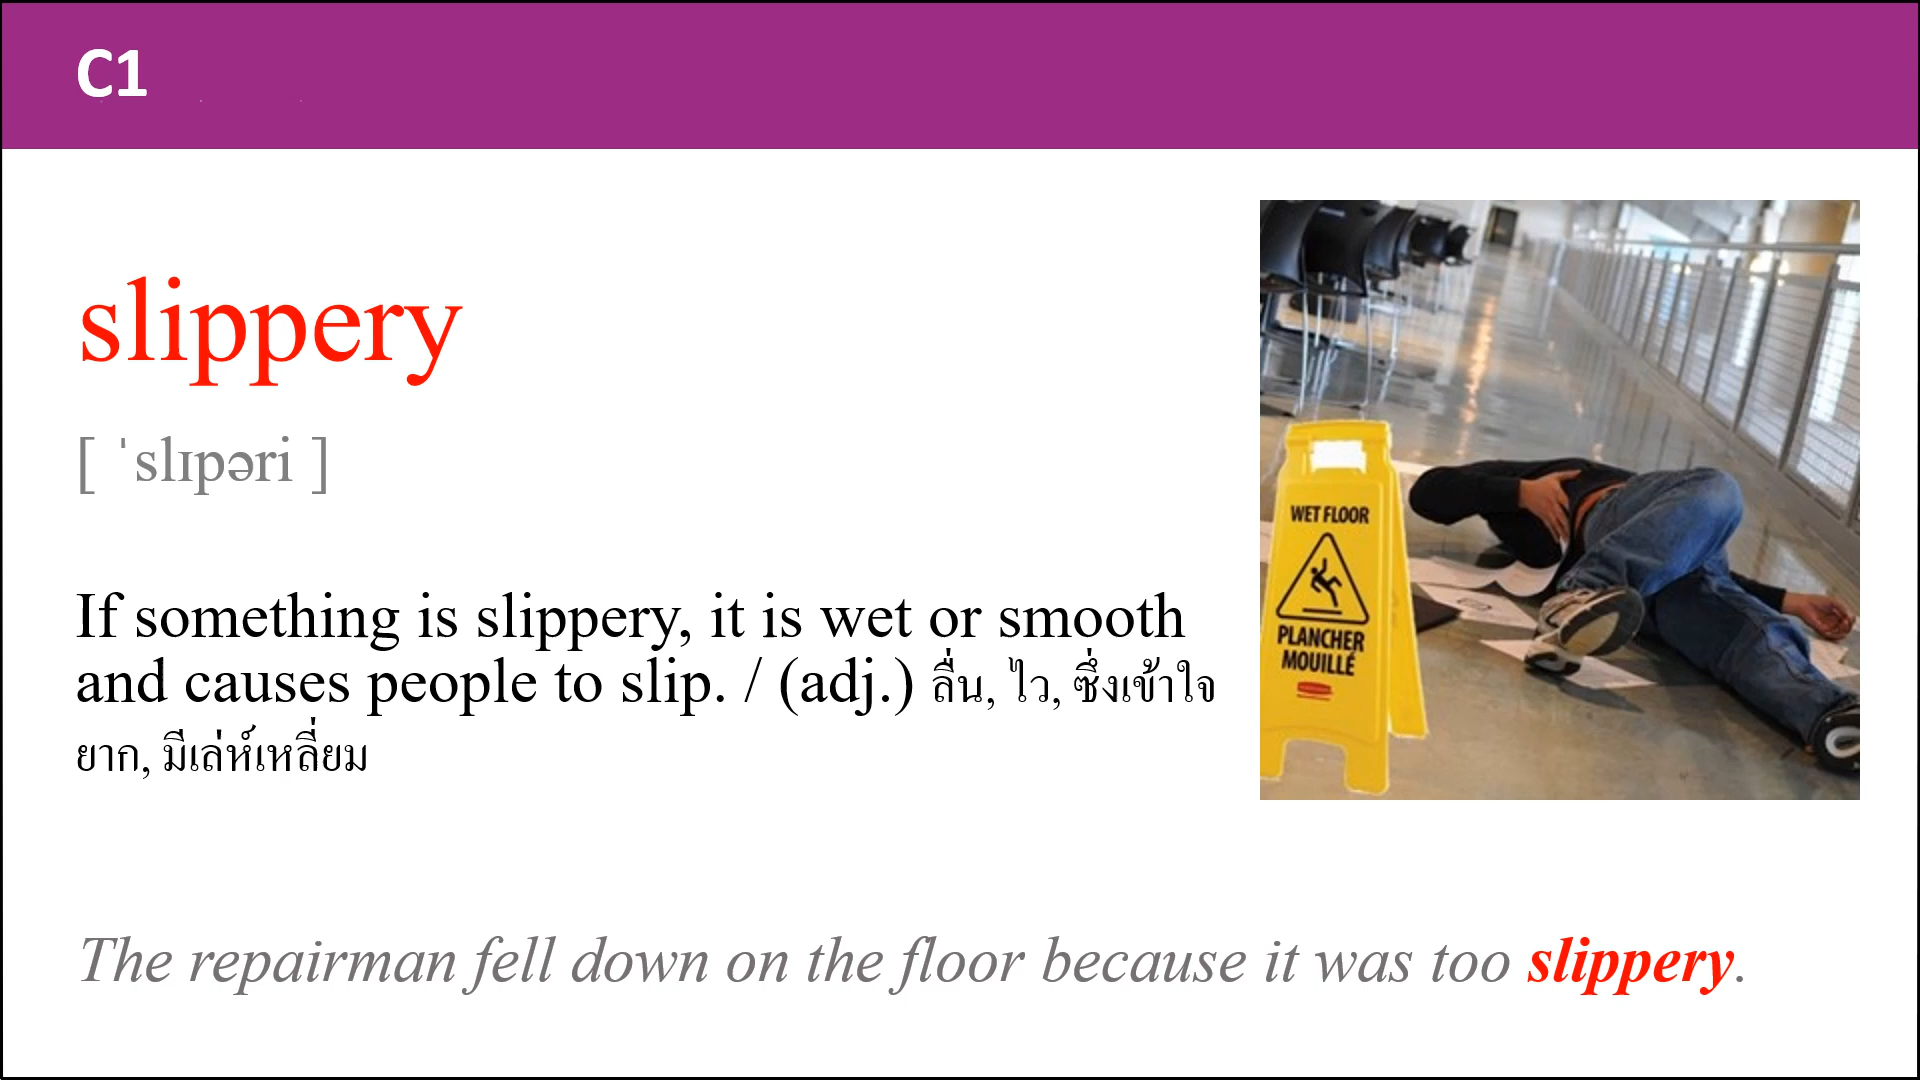 C1
slippery
[ ˈslɪpəri ]
If something is slippery, it is wet or smooth
and causes people to slip. / (adj.) ลื่น, ไว, ซึ่งเข้าใจ
ยาก, มีเล่ห์เหลี่ยม
WET FLOOR
PLANCHER
MOUILLÉ
The repairman fell down on the floor because it was too slippery.